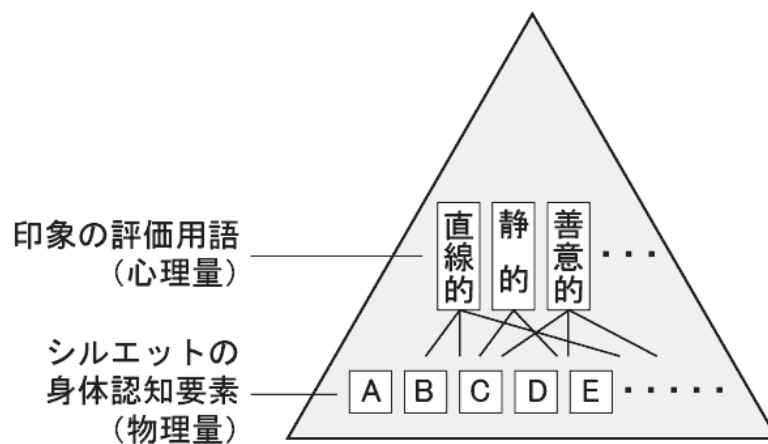 印象の評価用語
（心理量）
直線的
静的
善意的
・・・
シルエットの
身体認知要素
（物理量）
A B C D E ・・・・・